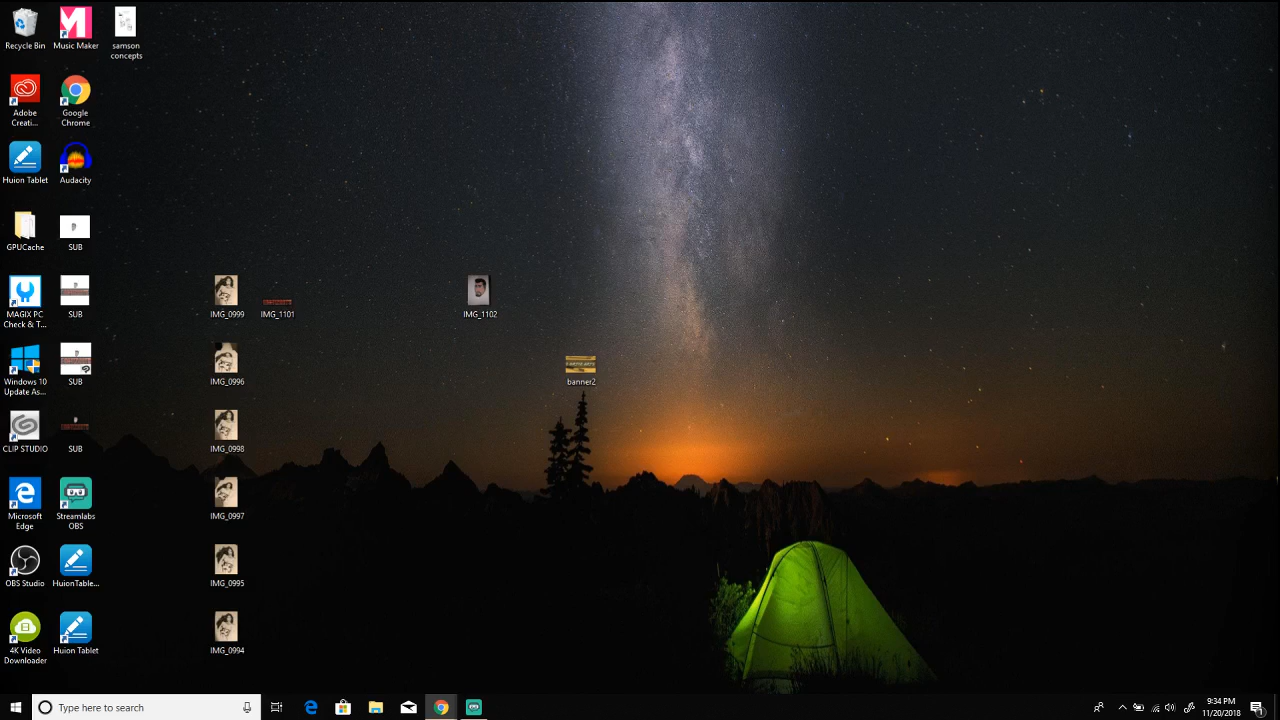 Recycle Bin
Music Maker
samson
concepts
Adobe
Creati...
Google
Chrome
Huion Tablet
Audacity
GPUCache
SUB
MAGIX PC
Check & T...
SUB
IMG_0999
IMG_1101
IMG_1102
Windows 10
Update As...
SUB
IMG_0996
banner2
CLIP STUDIO
SUB
IMG_0998
Microsoft
Edge
Streamlabs
OBS
IMG_0997
OBS Studio
HuionTable...
IMG_0995
4K Video
Downloader
Huion Tablet
IMG_0994
Type here to search
9:34 PM
11/20/2018
1